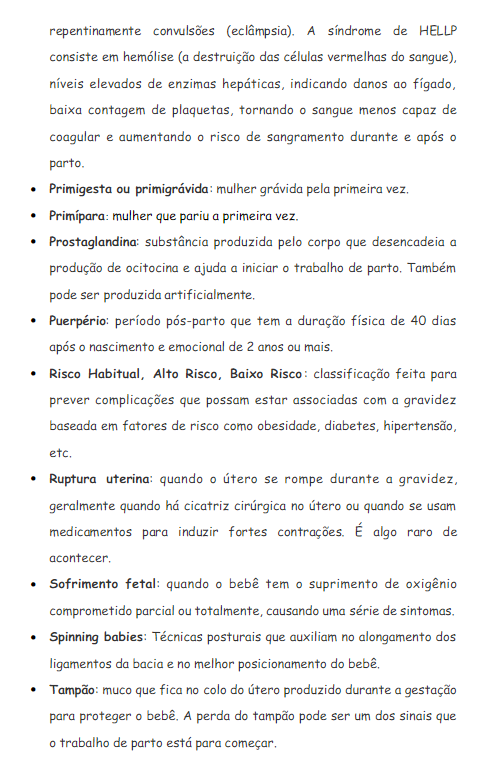 repentinamente convulsões (eclâmpsia). A síndrome de HELLP
consiste em hemólise (a destruição das células vermelhas do sangue),
níveis elevados de enzimas hepáticas, indicando danos ao fígado,
baixa contagem de plaquetas, tornando o sangue menos capaz de
coagular e aumentando o risco de sangramento durante e após o
parto.
• Primigesta ou primigrávida: mulher grávida pela primeira vez.
• Primípara: mulher que pariu a primeira vez.
• Prostaglandina: substância produzida pelo corpo que desencadeia a
produção de ocitocina e ajuda a iniciar o trabalho de parto. Também
pode ser produzida artificialmente.
• Puerpério: período pós-parto que tem a duração física de 40 dias
após o nascimento e emocional de 2 anos ou mais.
• Risco Habitual, Alto Risco, Baixo Risco: classificação feita para
prever complicações que possam estar associadas com a gravidez
baseada em fatores de risco como obesidade, diabetes, hipertensão,
etc.
• Ruptura uterina: quando o útero se rompe durante a gravidez,
geralmente quando há cicatriz cirúrgica no útero ou quando se usam
medicamentos para induzir fortes contrações. É algo raro de
acontecer.
• Sofrimento fetal: quando o bebê tem o suprimento de oxigênio
comprometido parcial ou totalmente, causando uma série de sintomas.
• Spinning babies: Técnicas posturais que auxiliam no alongamento dos
ligamentos da bacia e no melhor posicionamento do bebê.
• Tampão: muco que fica no colo do útero produzido durante a gestação
para proteger o bebê. A perda do tampão pode ser um dos sinais que
o trabalho de parto está para começar.